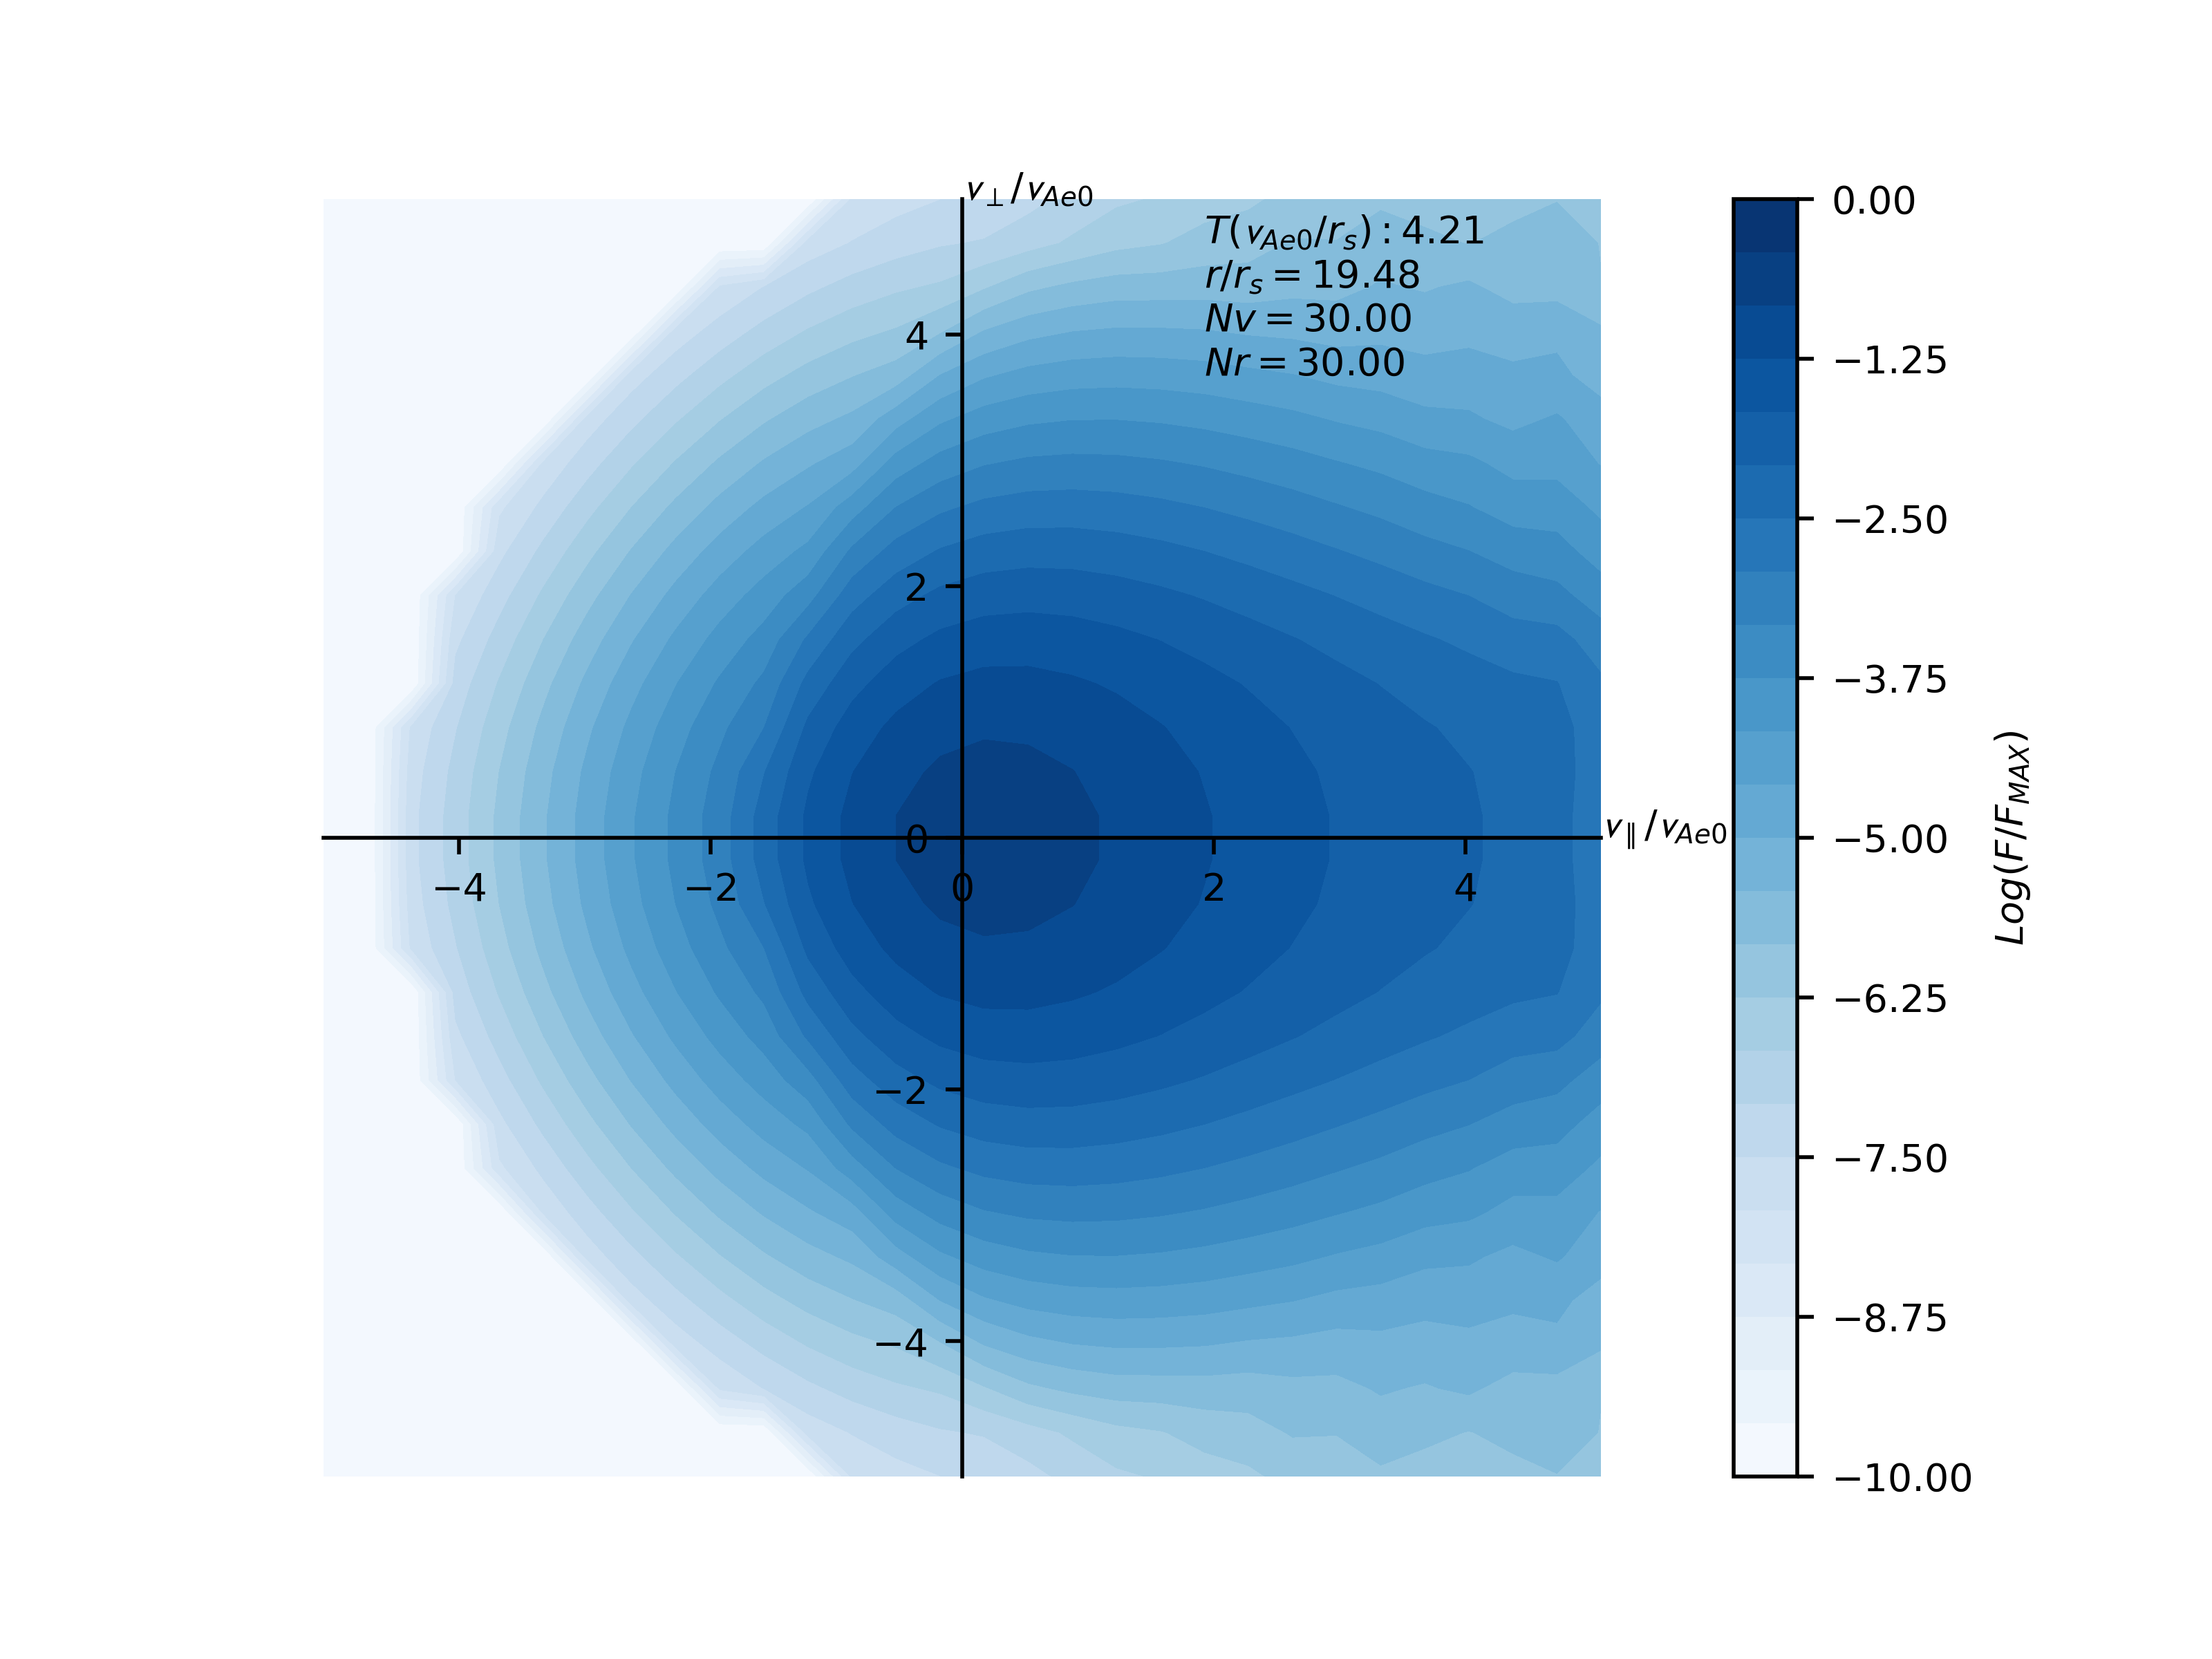 v⊥/vAe0
T(vAe0/rs):4.21
r/rs = 19.48
Nv = 30.00
Nr = 30.00
4
2
0
−2
−4
−4
−2
0
2
4
v∥/vAe0
0.00
−1.25
−2.50
−3.75
−5.00
−6.25
−7.50
−8.75
−10.00
Log(F/FMAX)